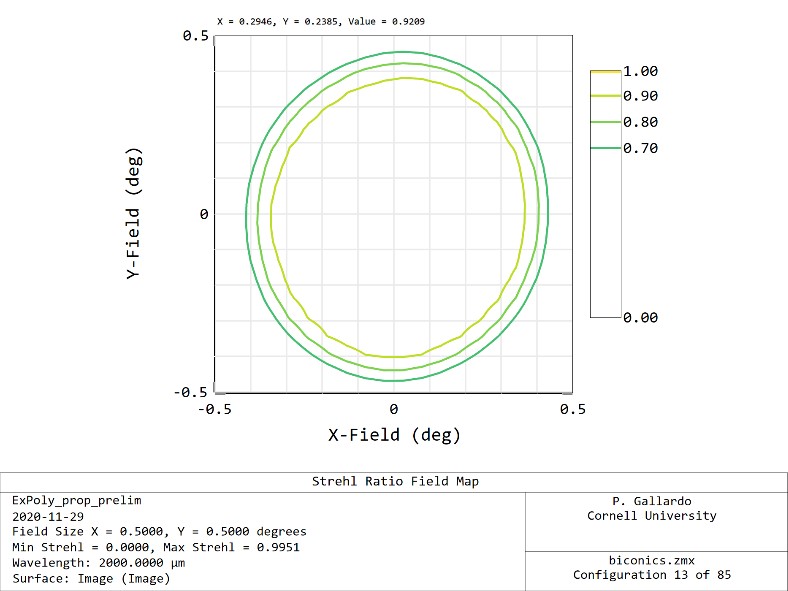 X = 0.2946, Y = 0.2385, Value = 0.9209
0.5
0
-0.5
Y-Field (deg)
-0.5 0 0.5
X-Field (deg)
1.00
0.90
0.80
0.70
0.00
Strehl Ratio Field Map
ExPoly_prop_prelim
2020-11-29
Field Size X = 0.5000, Y = 0.5000 degrees
Min Strehl = 0.0000, Max Strehl = 0.9951
Wavelength: 2000.0000 µm
Surface: Image (Image)
P. Gallardo
Cornell University
biconics.zmx
Configuration 13 of 85